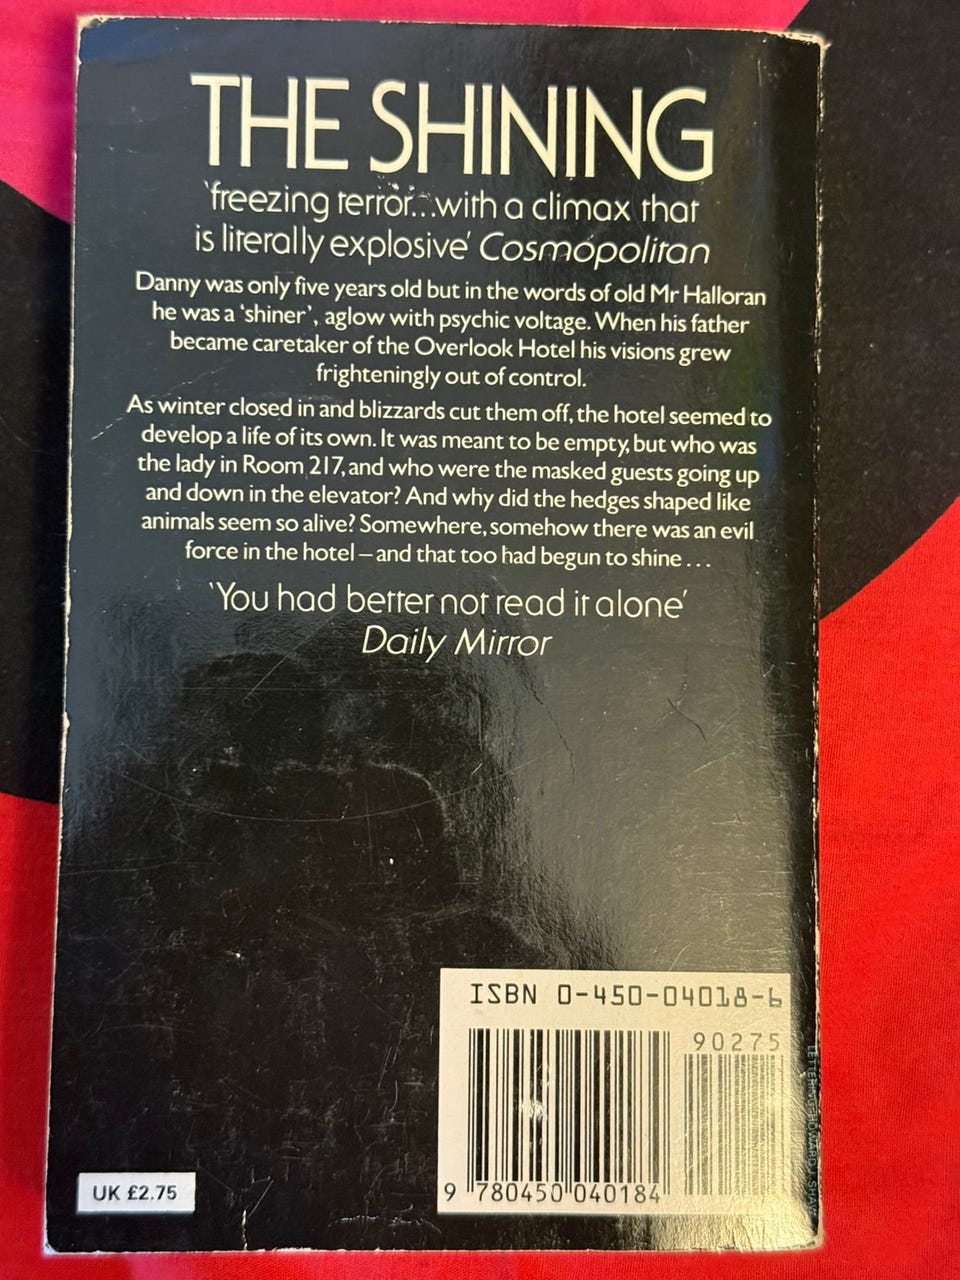 THE SHINING
'freezing terror...with a climax that
is literally explosive' Cosmopolitan
Danny was only five years old but in the words of old Mr Halloran
he was a 'shiner', aglow with psychic voltage. When his father
became caretaker of the Overlook Hotel his visions grew
frighteningly out of control.
As winter closed in and blizzards cut them off, the hotel seemed to
develop a life of its own. It was meant to be empty, but who was
the lady in Room 217, and who were the masked guests going up
and down in the elevator? And why did the hedges shaped like
animals seem so alive? Somewhere, somehow there was an evil
force in the hotel – and that too had begun to shine...
'You had better not read it alone'
Daily Mirror
ISBN 0-450-04018-6
90275
9 780450 040184
UK £2.75